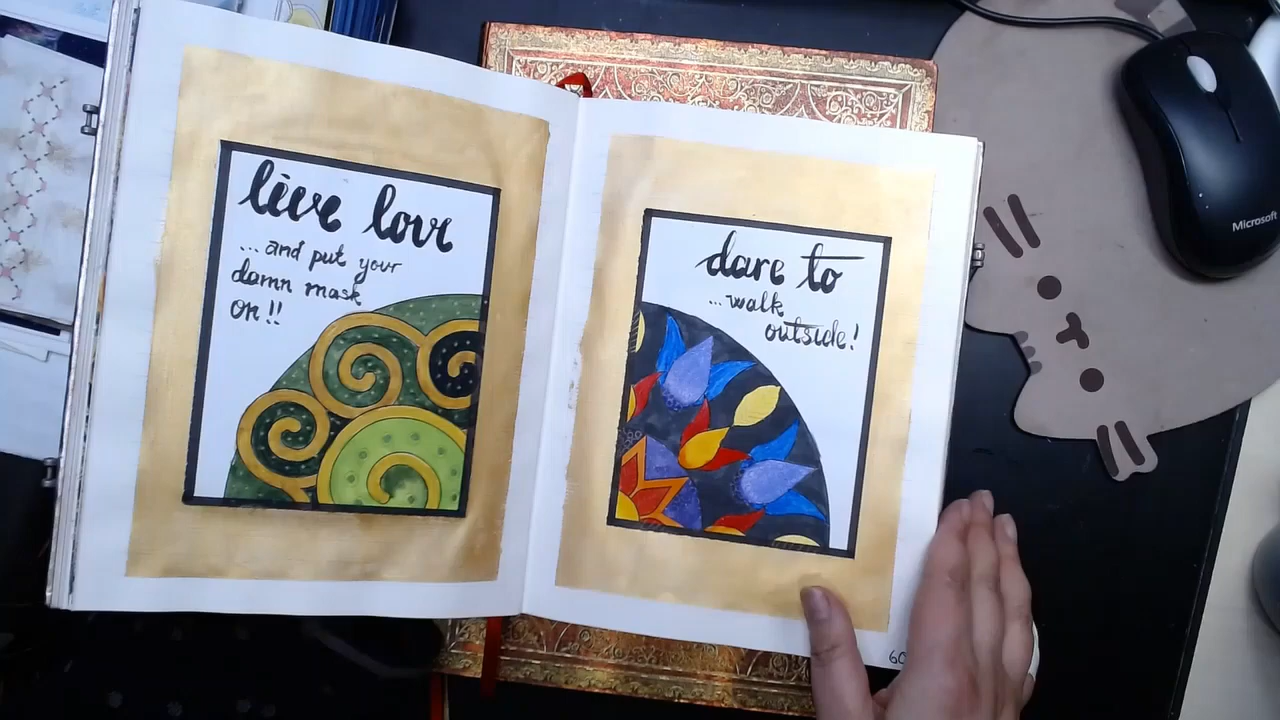 live love
...and put your
damn mask
on!!
dare to
...walk
outside!
60
Microsoft